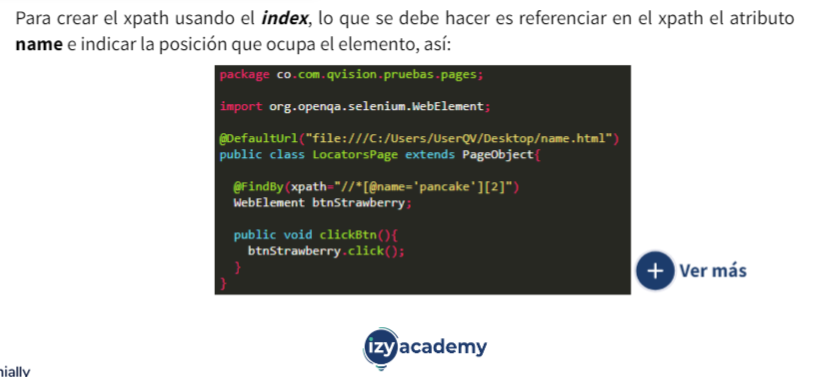 Para crear el xpath usando el index, lo que se debe hacer es referenciar en el xpath el atributo
name e indicar la posición que ocupa el elemento, así:
package co.com.qvision.pruebas.pages;
import org.openqa.selenium.WebElement;
@DefaultUrl("file:///C:/Users/UserQV/Desktop/name.html")
public class LocatorsPage extends PageObject{
@FindBy(xpath="//*[@name='pancake'][2]")
WebElement btnStrawberry;
public void clickBtn(){
btnStrawberry.click();
}
}
+ Ver más
izyacademy
nially